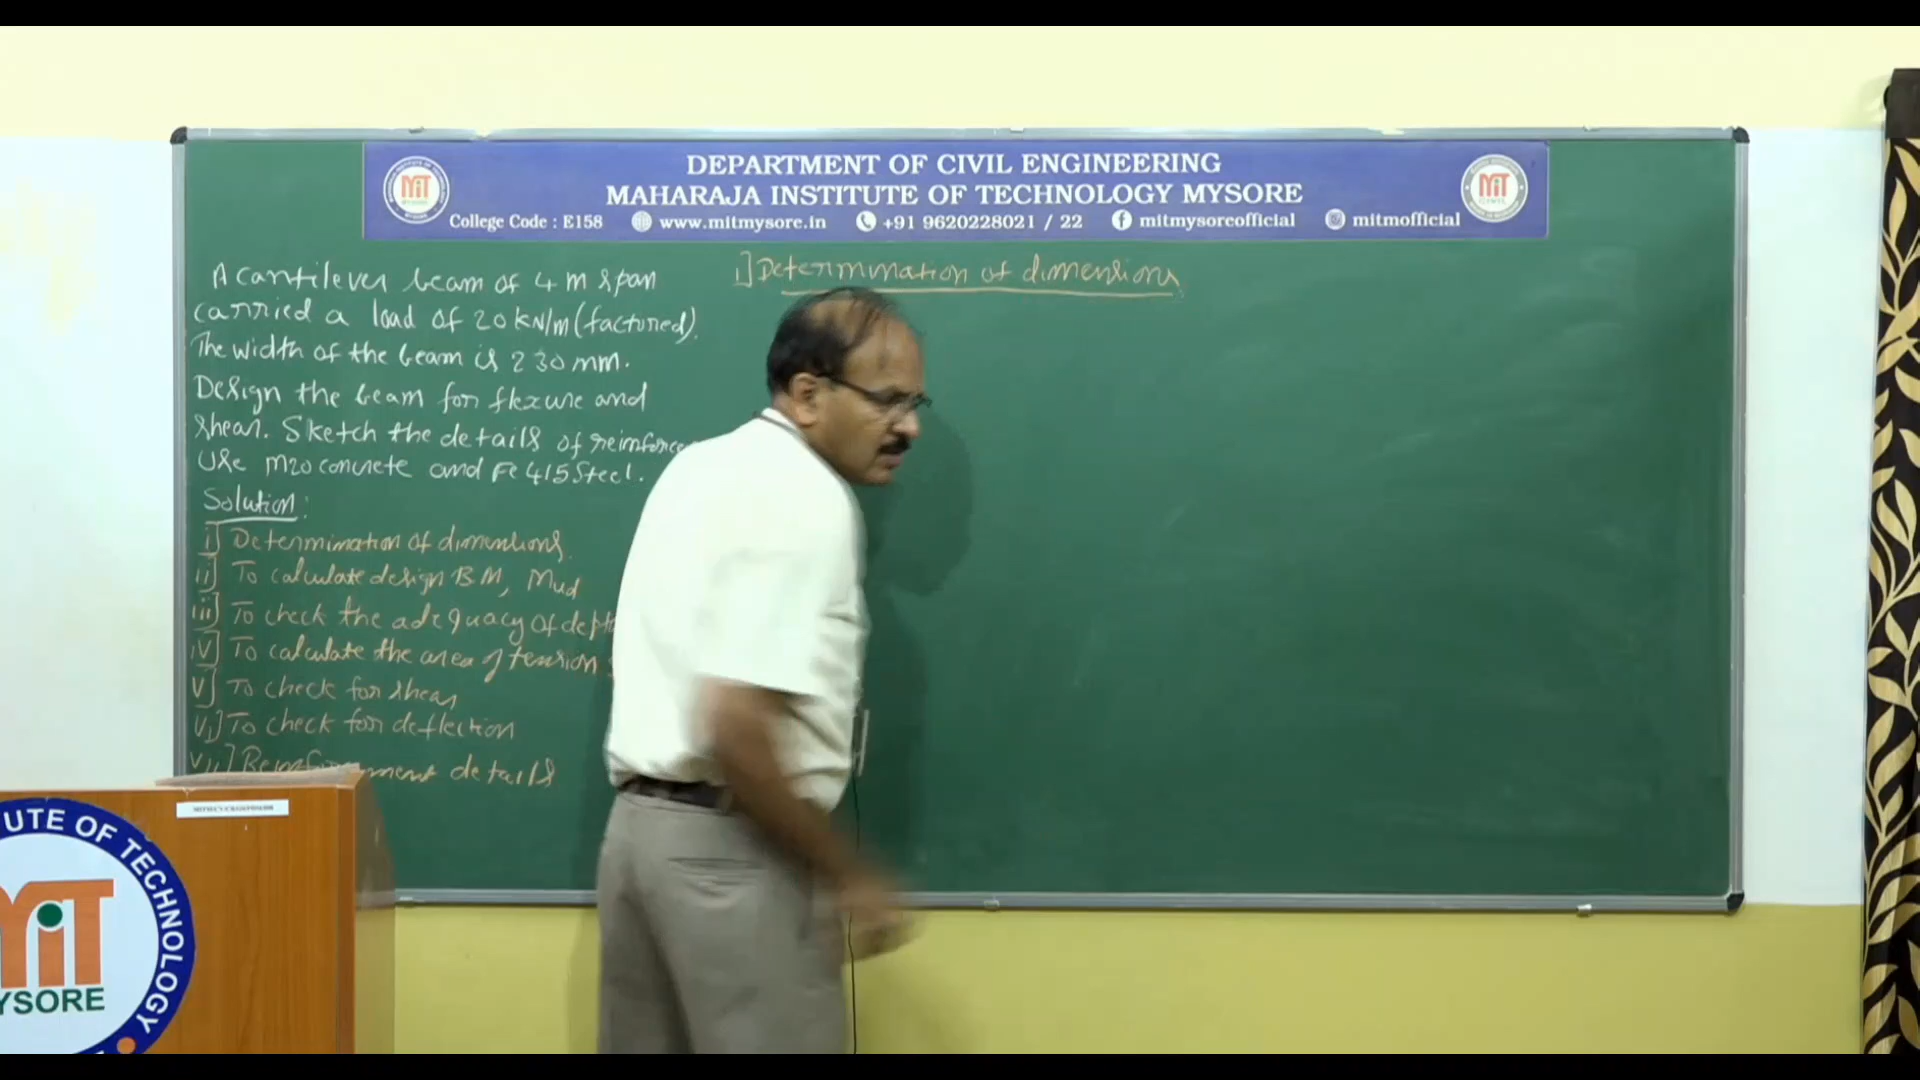 DEPARTMENT OF CIVIL ENGINEERING
MAHARAJA INSTITUTE OF TECHNOLOGY MYSORE
College Code : E158 www.mitmysore.in +91 9620228021 / 22 mitmysoreofficial mitmofficial
MIT
MIT
A cantilever beam of 4 m span
carried a load of 20 kN/m (factored).
The width of the beam is 230 mm.
Design the beam for flexure and
shear. Sketch the details of reinforce
Use M20 concrete and Fe 415 Steel.
Solution:
i] Determination of dimensions.
ii] To calculate design BM, Mud
iii] To check the adequacy of dept
iv] To calculate the area of tension
v] To check for shear
vi] To check for deflection
vii] Reinforcement details
i] Determination of dimensions
UTE OF TECHNOLOGY
MIT
YSORE